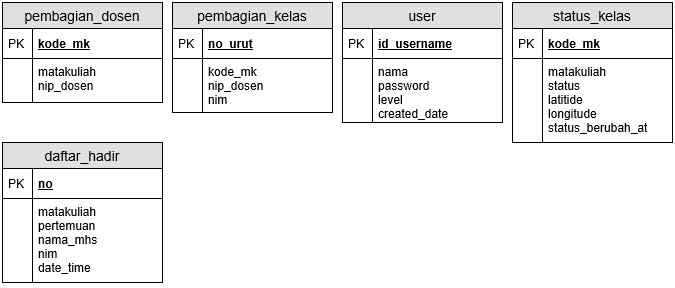 pembagian_dosen
PK kode_mk
matakuliah
nip_dosen
pembagian_kelas
PK no_urut
kode_mk
nip_dosen
nim
user
PK id_username
nama
password
level
created_date
status_kelas
PK kode_mk
matakuliah
status
latitide
longitude
status_berubah_at
daftar_hadir
PK no
matakuliah
pertemuan
nama_mhs
nim
date_time